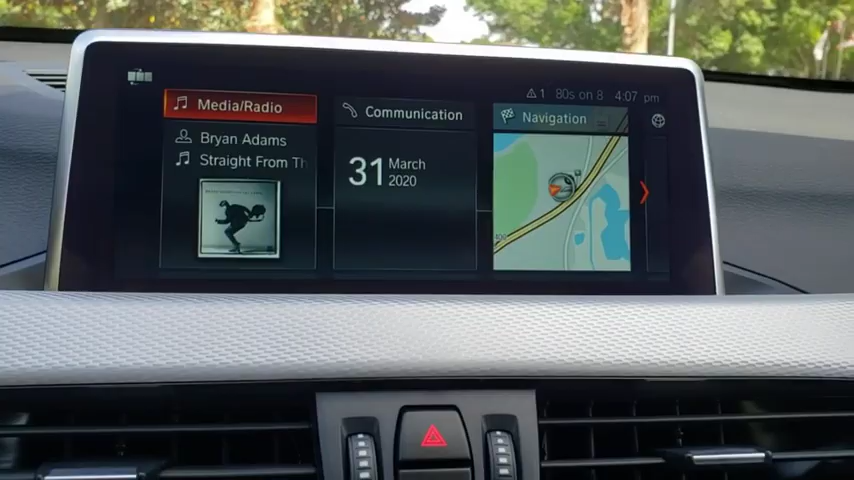 1 80s on 8 4:07 pm
Media/Radio
Bryan Adams
Straight From Th
Communication
31 March
2020
Navigation
400